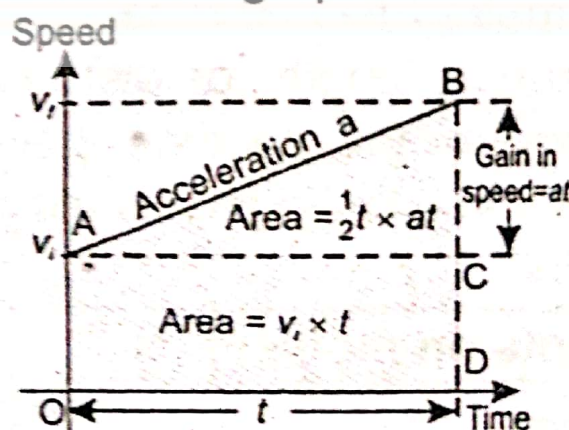 Speed
v_f
B
Acceleration a
Gain in
speed=at
A
Area = ½t × at
v_i
C
Area = v_i × t
D
O
t
Time